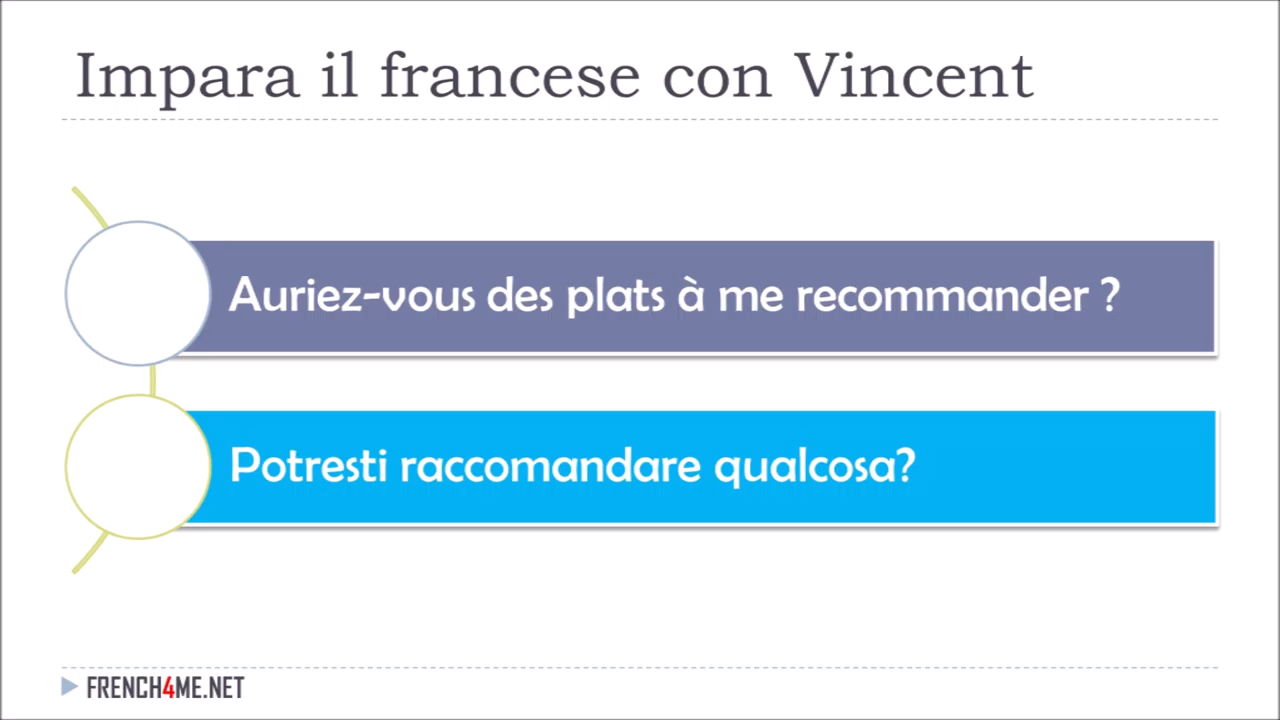 Impara il francese con Vincent
Auriez-vous des plats à me recommander ?
Potresti raccomandare qualcosa?
FRENCH4ME.NET